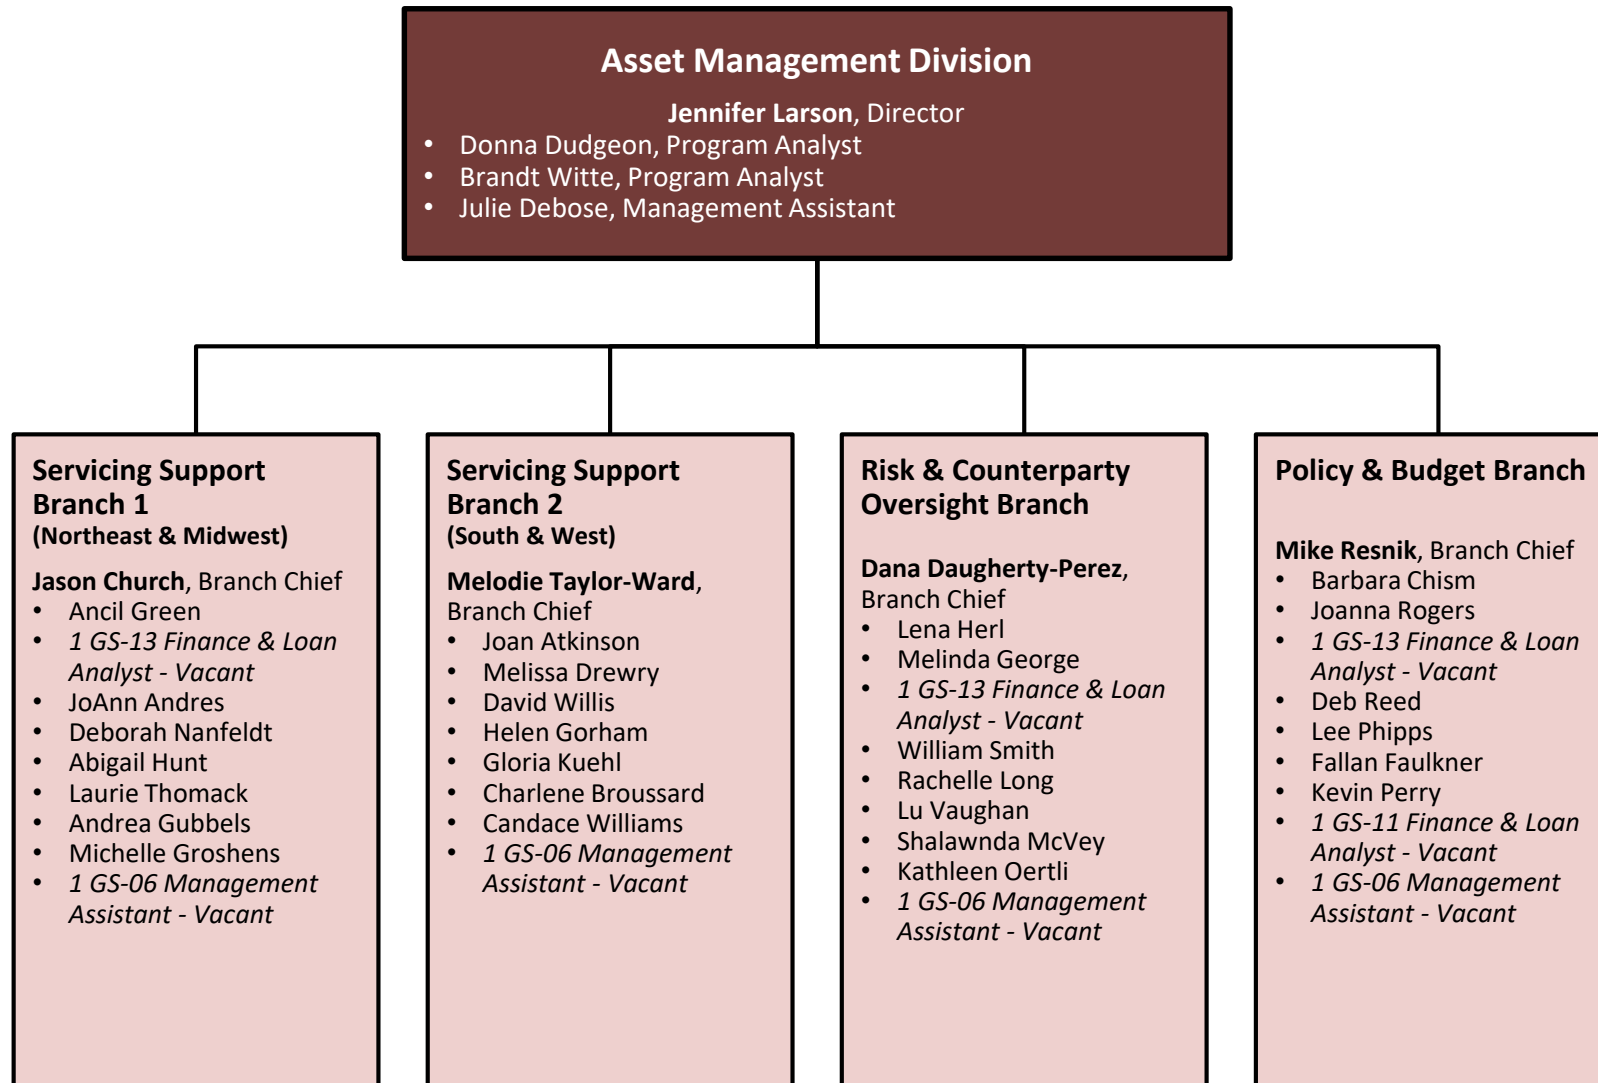 Asset Management Division
Jennifer Larson, Director
• Donna Dudgeon, Program Analyst
• Brandt Witte, Program Analyst
• Julie Debose, Management Assistant
Servicing Support
Branch 1
(Northeast & Midwest)
Jason Church, Branch Chief
• Ancil Green
• 1 GS-13 Finance & Loan
Analyst - Vacant
• JoAnn Andres
• Deborah Nanfeldt
• Abigail Hunt
• Laurie Thomack
• Andrea Gubbels
• Michelle Groshens
• 1 GS-06 Management
Assistant - Vacant
Servicing Support
Branch 2
(South & West)
Melodie Taylor-Ward,
Branch Chief
• Joan Atkinson
• Melissa Drewry
• David Willis
• Helen Gorham
• Gloria Kuehl
• Charlene Broussard
• Candace Williams
• 1 GS-06 Management
Assistant - Vacant
Risk & Counterparty
Oversight Branch
Dana Daugherty-Perez,
Branch Chief
• Lena Herl
• Melinda George
• 1 GS-13 Finance & Loan
Analyst - Vacant
• William Smith
• Rachelle Long
• Lu Vaughan
• Shalawnda McVey
• Kathleen Oertli
• 1 GS-06 Management
Assistant - Vacant
Policy & Budget Branch
Mike Resnik, Branch Chief
• Barbara Chism
• Joanna Rogers
• 1 GS-13 Finance & Loan
Analyst - Vacant
• Deb Reed
• Lee Phipps
• Fallan Faulkner
• Kevin Perry
• 1 GS-11 Finance & Loan
Analyst - Vacant
• 1 GS-06 Management
Assistant - Vacant